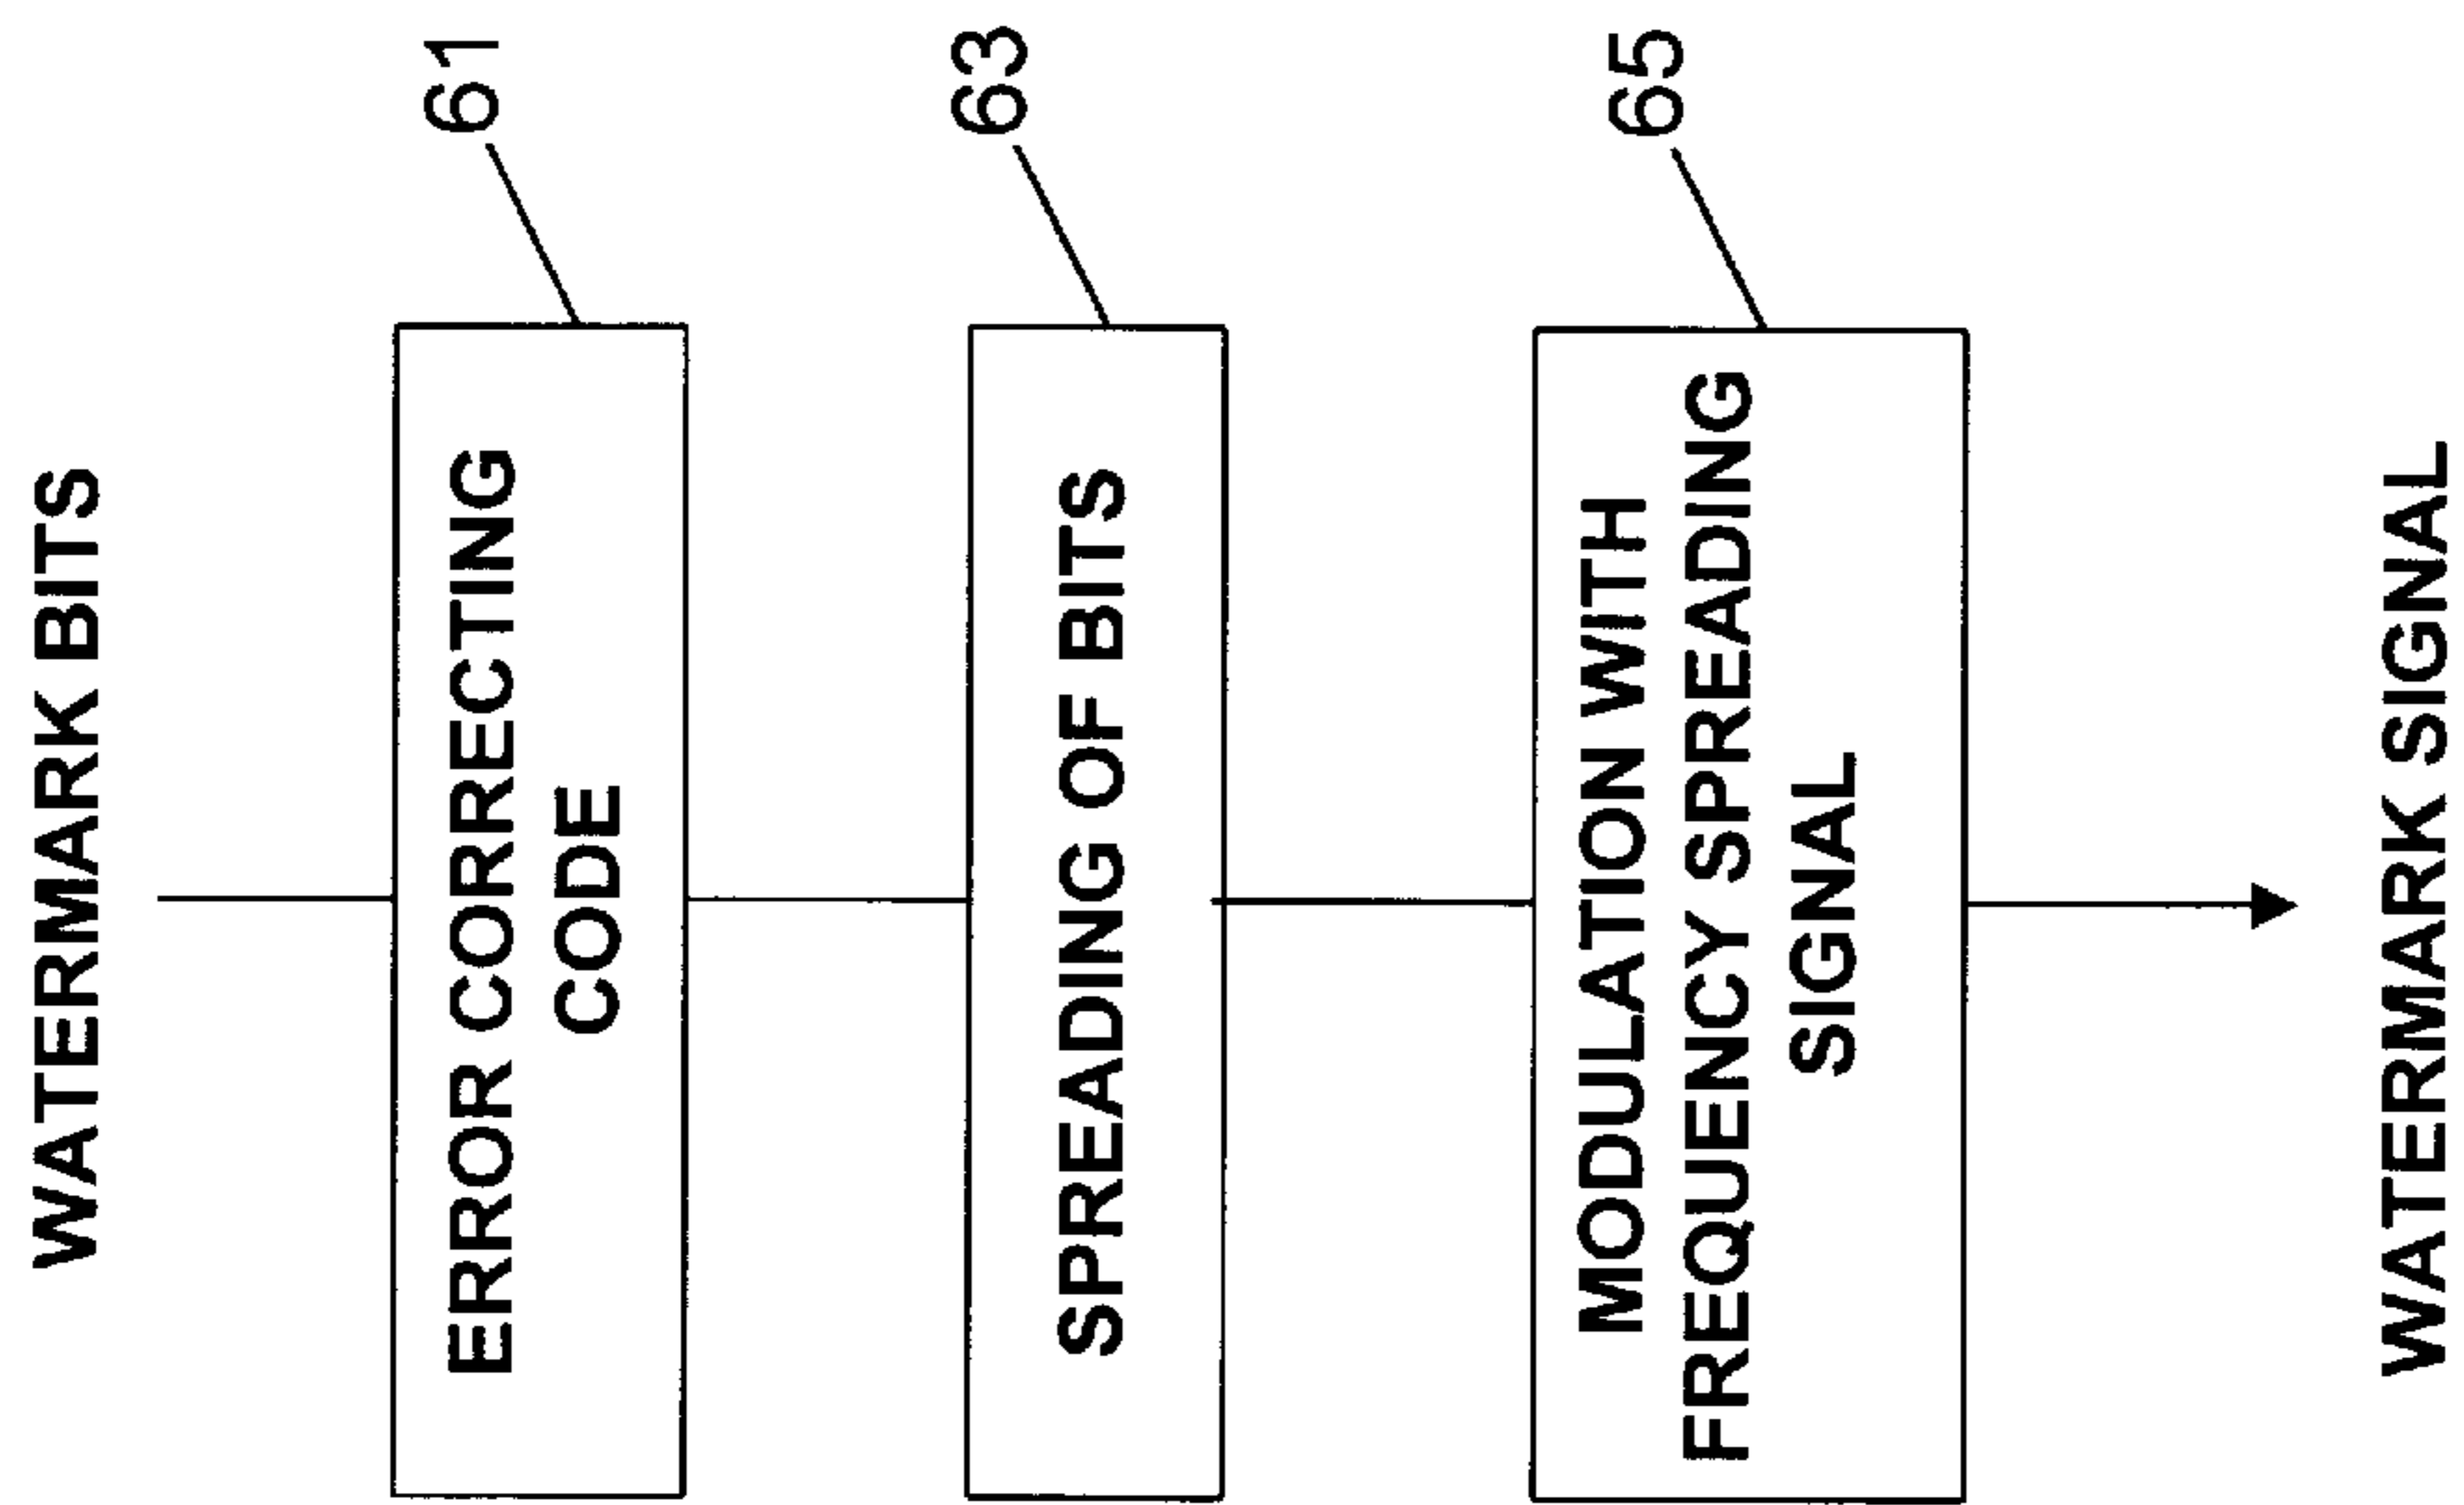 WATERMARK BITS
61
ERROR CORRECTING
CODE
63
SPREADING OF BITS
65
MODULATION WITH
FREQUENCY SPREADING
SIGNAL
WATERMARK SIGNAL